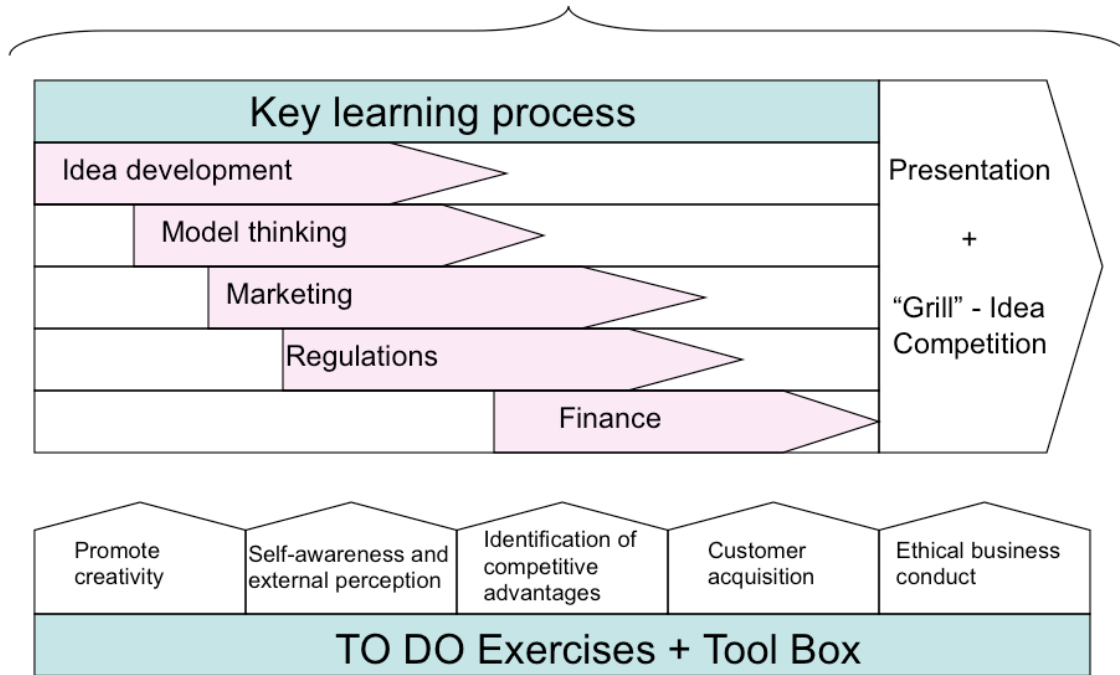 Key learning process
Idea development
Model thinking
Marketing
Regulations
Finance
Presentation
+
“Grill” - Idea
Competition
Promote
creativity
Self-awareness and
external perception
Identification of
competitive
advantages
Customer
acquisition
Ethical business
conduct
TO DO Exercises + Tool Box